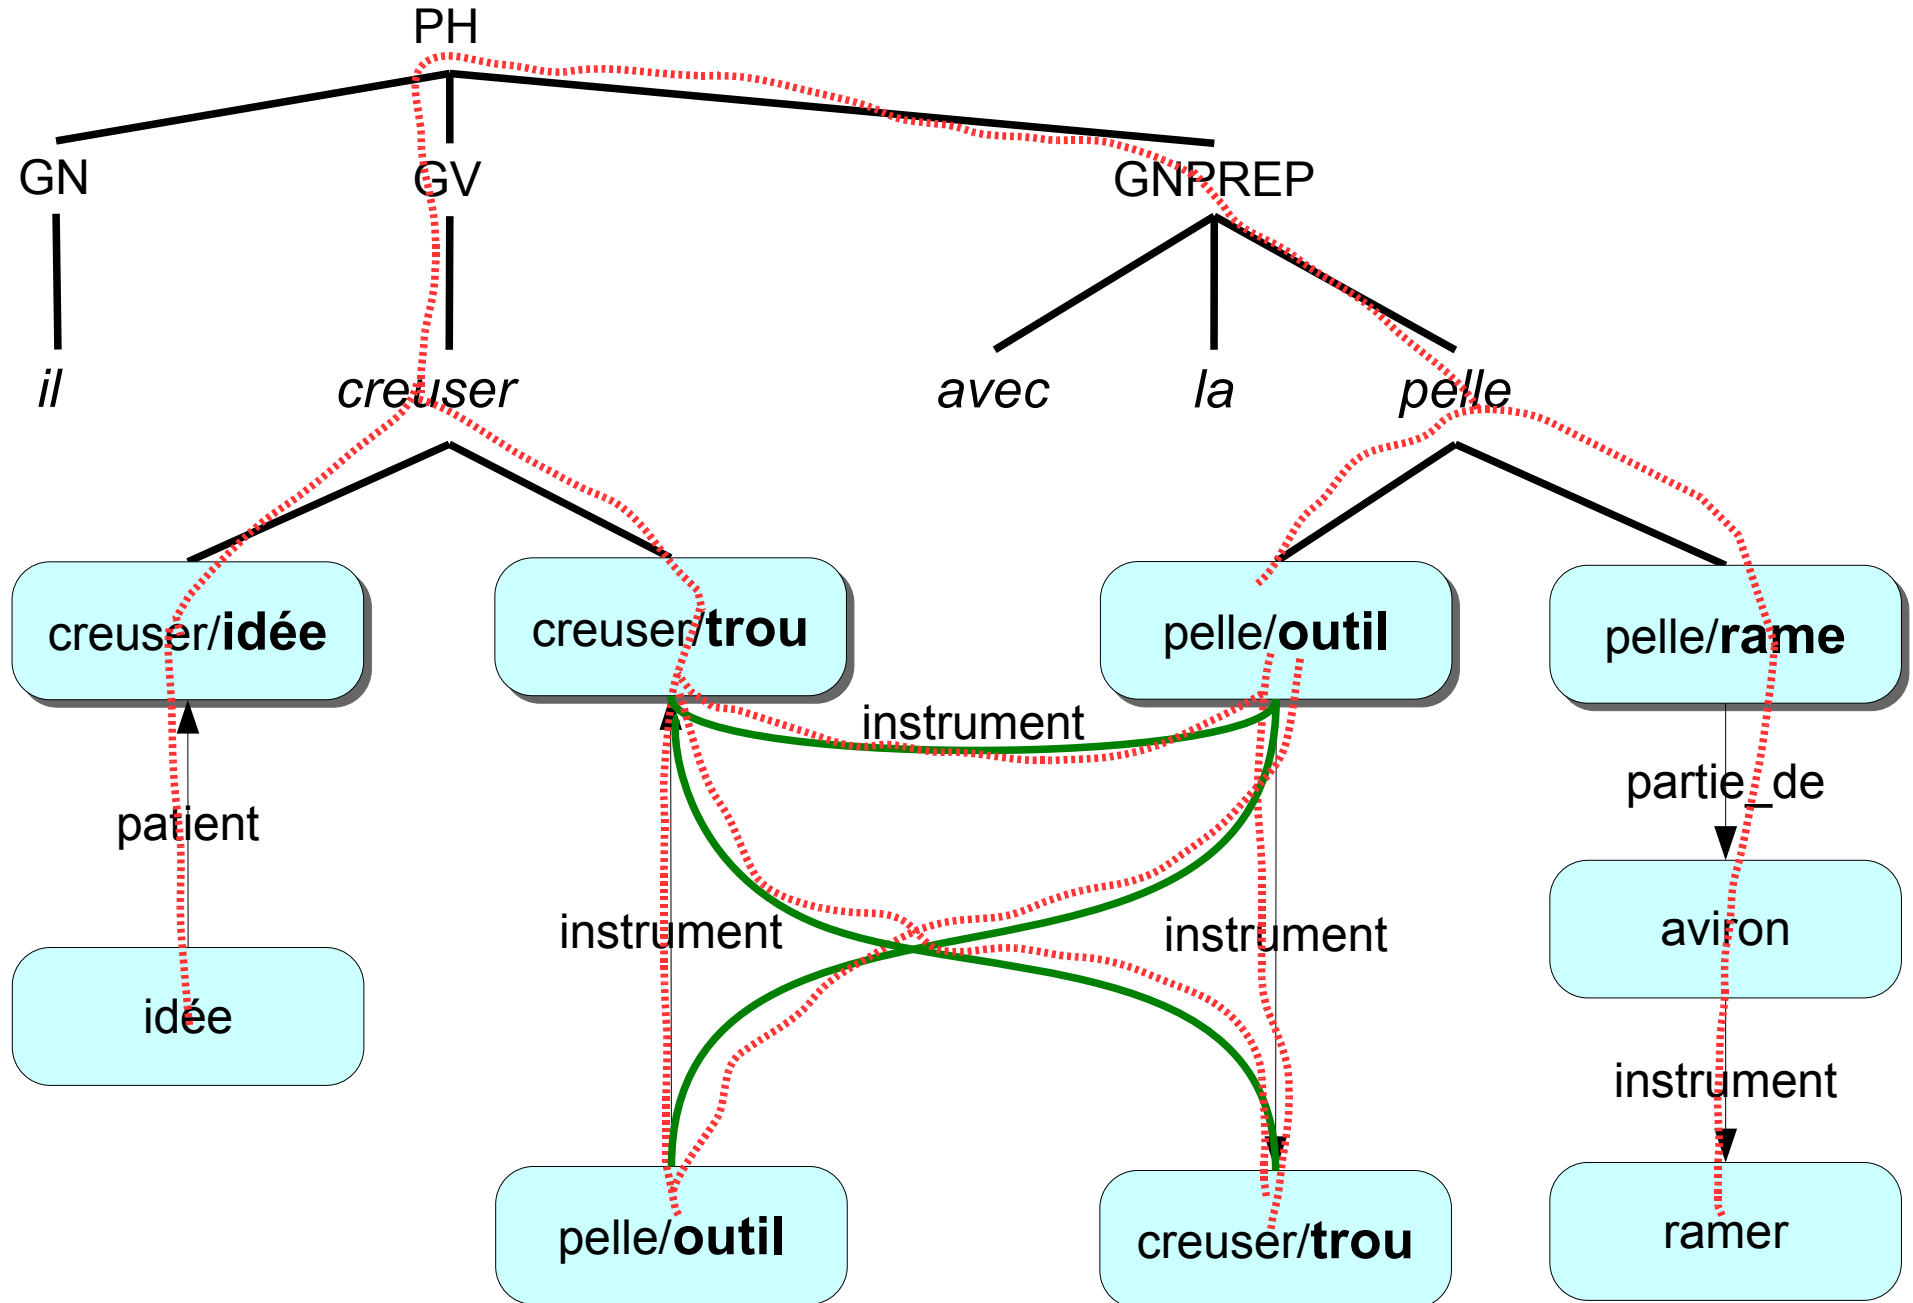 PH
GN GV GNPREP
il creuser avec la pelle
creuser/idée creuser/trou pelle/outil pelle/rame
instrument
partie_de
patient
instrument instrument aviron
idée
instrument
pelle/outil creuser/trou ramer